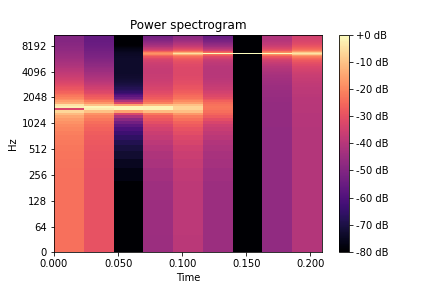 Power spectrogram
8192
4096
2048
1024
512
256
128
64
0
Hz
0.000 0.050 0.100 0.150 0.200
Time
+0 dB
-10 dB
-20 dB
-30 dB
-40 dB
-50 dB
-60 dB
-70 dB
-80 dB